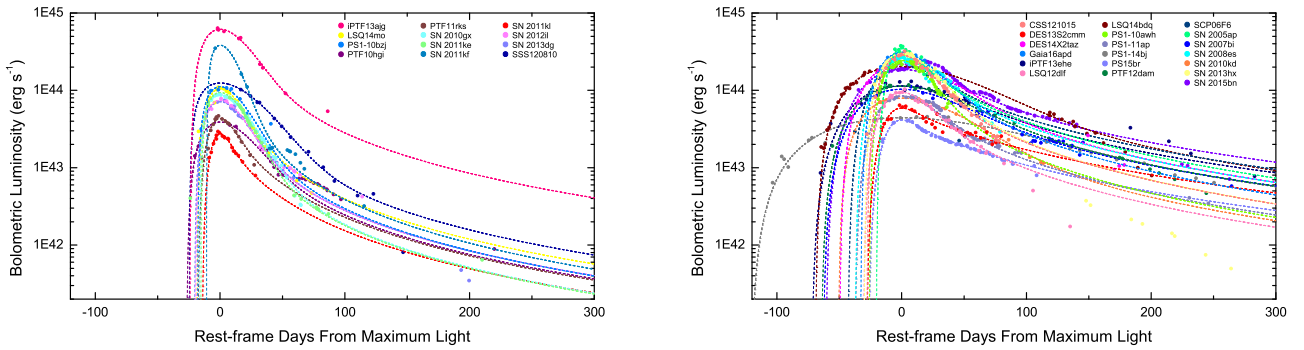 1E45
1E44
1E43
1E42
Bolometric Luminosity (erg s⁻¹)
iPTF13ajg
LSQ14mo
PS1-10bzj
PTF10hgi
PTF11rks
SN 2010gx
SN 2011ke
SN 2011kf
SN 2011kl
SN 2012il
SN 2013dg
SSS120810
-100 0 100 200 300
Rest-frame Days From Maximum Light
1E45
1E44
1E43
1E42
Bolometric Luminosity (erg s⁻¹)
CSS121015
DES13S2cmm
DES14X2taz
Gaia16apd
iPTF13ehe
LSQ12dlf
LSQ14bdq
PS1-10awh
PS1-11ap
PS1-14bj
PS15br
PTF12dam
SCP06F6
SN 2005ap
SN 2007bi
SN 2008es
SN 2010kd
SN 2013hx
SN 2015bn
-100 0 100 200 300
Rest-frame Days From Maximum Light